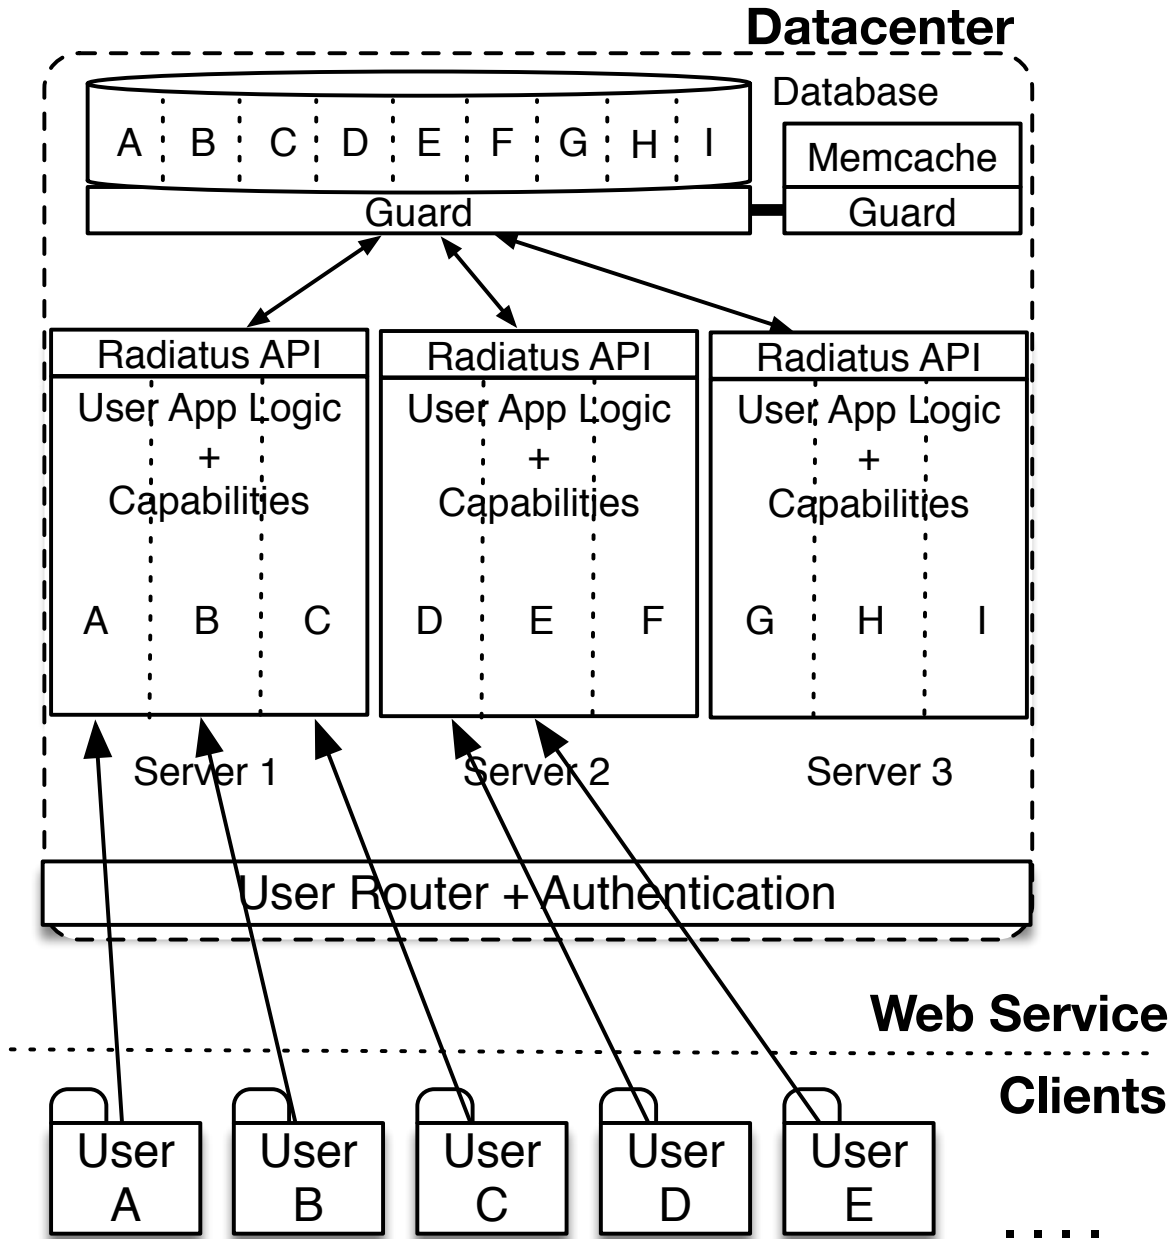 Datacenter
Database
A B C D E F G H I
Memcache
Guard
Guard
Radiatus API
Radiatus API
Radiatus API
User App Logic
+
Capabilities
User App Logic
+
Capabilities
User App Logic
+
Capabilities
A B C
D E F
G H I
Server 1
Server 2
Server 3
User Router + Authentication
Web Service
Clients
User
A
User
B
User
C
User
D
User
E
....